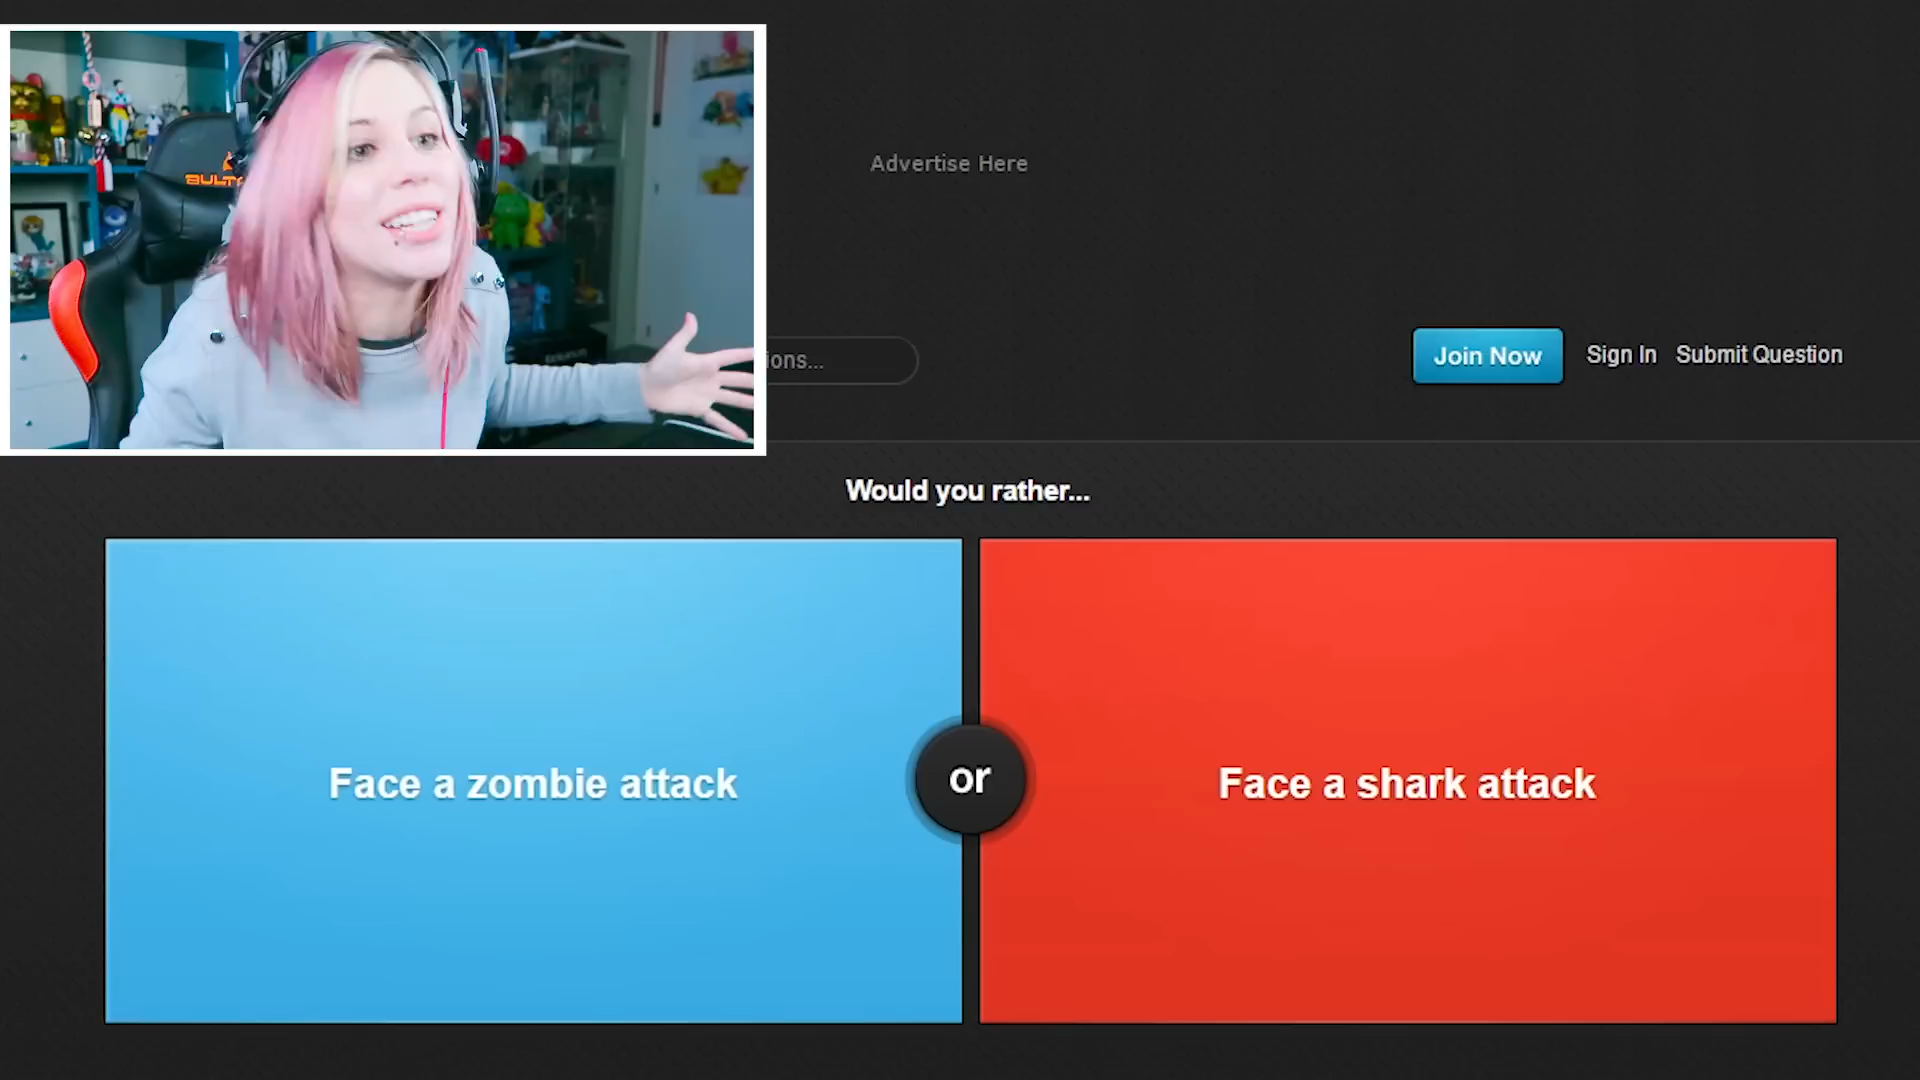 Advertise Here
ions...
Join Now
Sign In
Submit Question
Would you rather...
Face a zombie attack
or
Face a shark attack